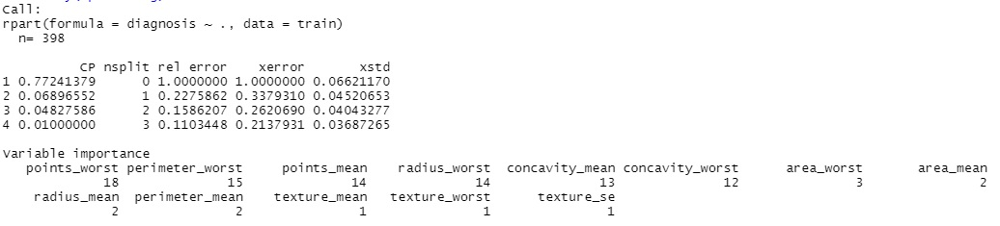 Call:
rpart(formula = diagnosis ~ ., data = train)
  n= 398

          CP nsplit rel error    xerror       xstd
1 0.77241379      0 1.0000000 1.0000000 0.06621170
2 0.06896552      1 0.2275862 0.3379310 0.04520653
3 0.04827586      2 0.1586207 0.2620690 0.04043277
4 0.01000000      3 0.1103448 0.2137931 0.03687265

Variable importance
   points_worst perimeter_worst     points_mean    radius_worst  concavity_mean concavity_worst      area_worst       area_mean
             18              15              14              14              13              12               3               2
    radius_mean  perimeter_mean    texture_mean   texture_worst      texture_se
              2               2               1               1               1